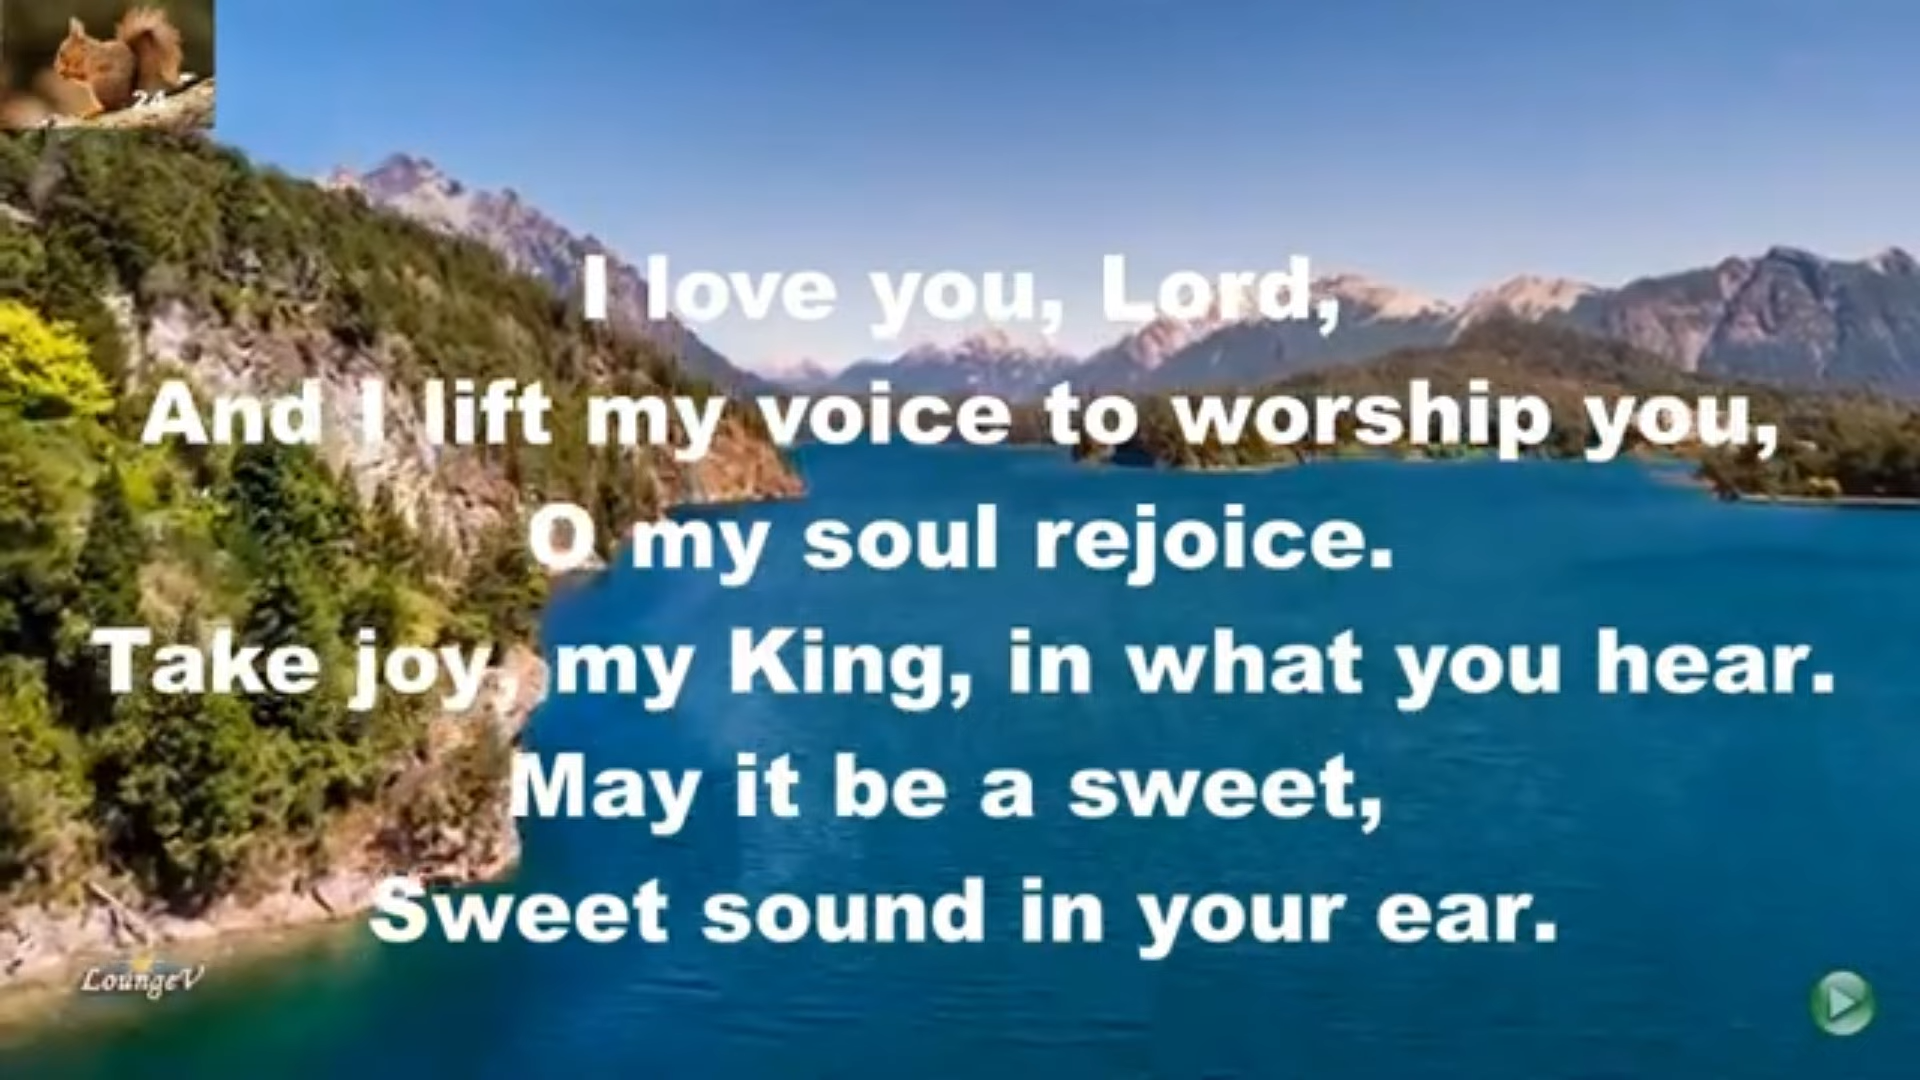 24
I love you, Lord,
And I lift my voice to worship you,
O my soul rejoice.
Take joy, my King, in what you hear.
May it be a sweet,
Sweet sound in your ear.
LoungeV